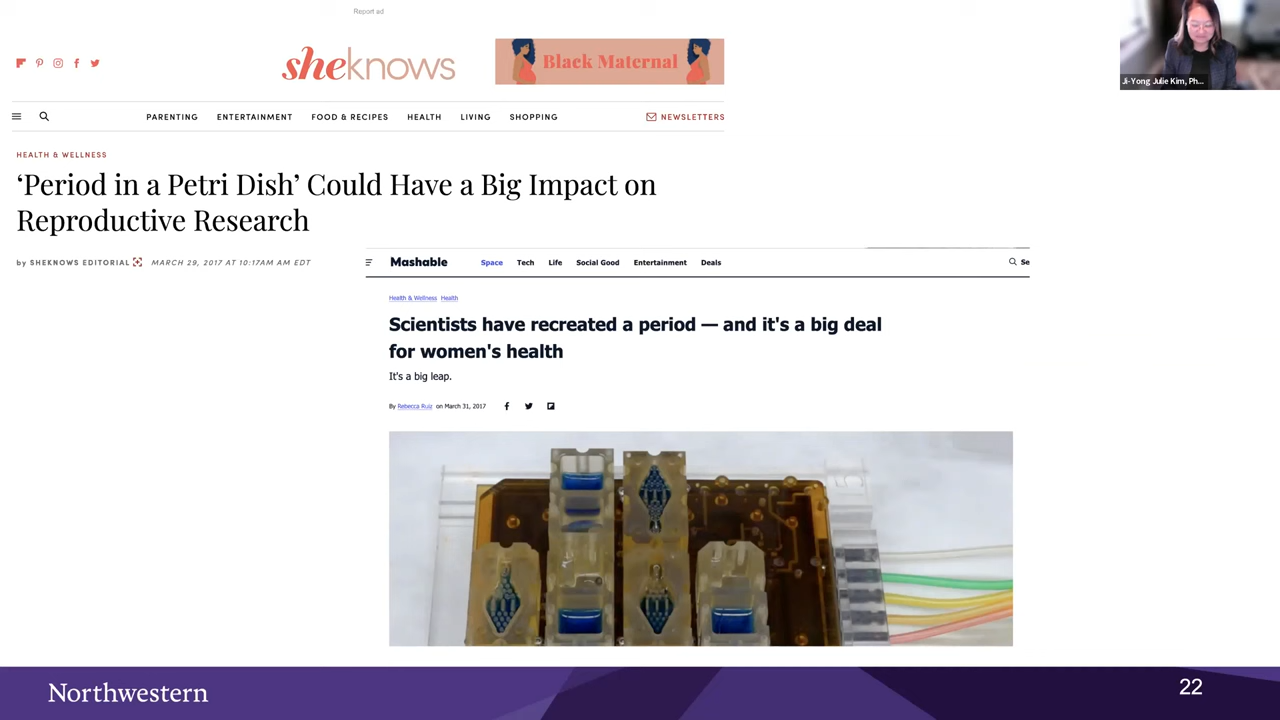 Report ad
sheknows
Black Maternal
PARENTING ENTERTAINMENT FOOD & RECIPES HEALTH LIVING SHOPPING NEWSLETTERS
HEALTH & WELLNESS
‘Period in a Petri Dish’ Could Have a Big Impact on
Reproductive Research
by SHEKNOWS EDITORIAL MARCH 29, 2017 AT 10:17AM AM EDT
Mashable Space Tech Life Social Good Entertainment Deals Se
Health & Wellness Health
Scientists have recreated a period — and it's a big deal
for women's health
It's a big leap.
By Rebecca Ruiz on March 31, 2017
Ji-Yong Julie Kim, Ph...
Northwestern
22